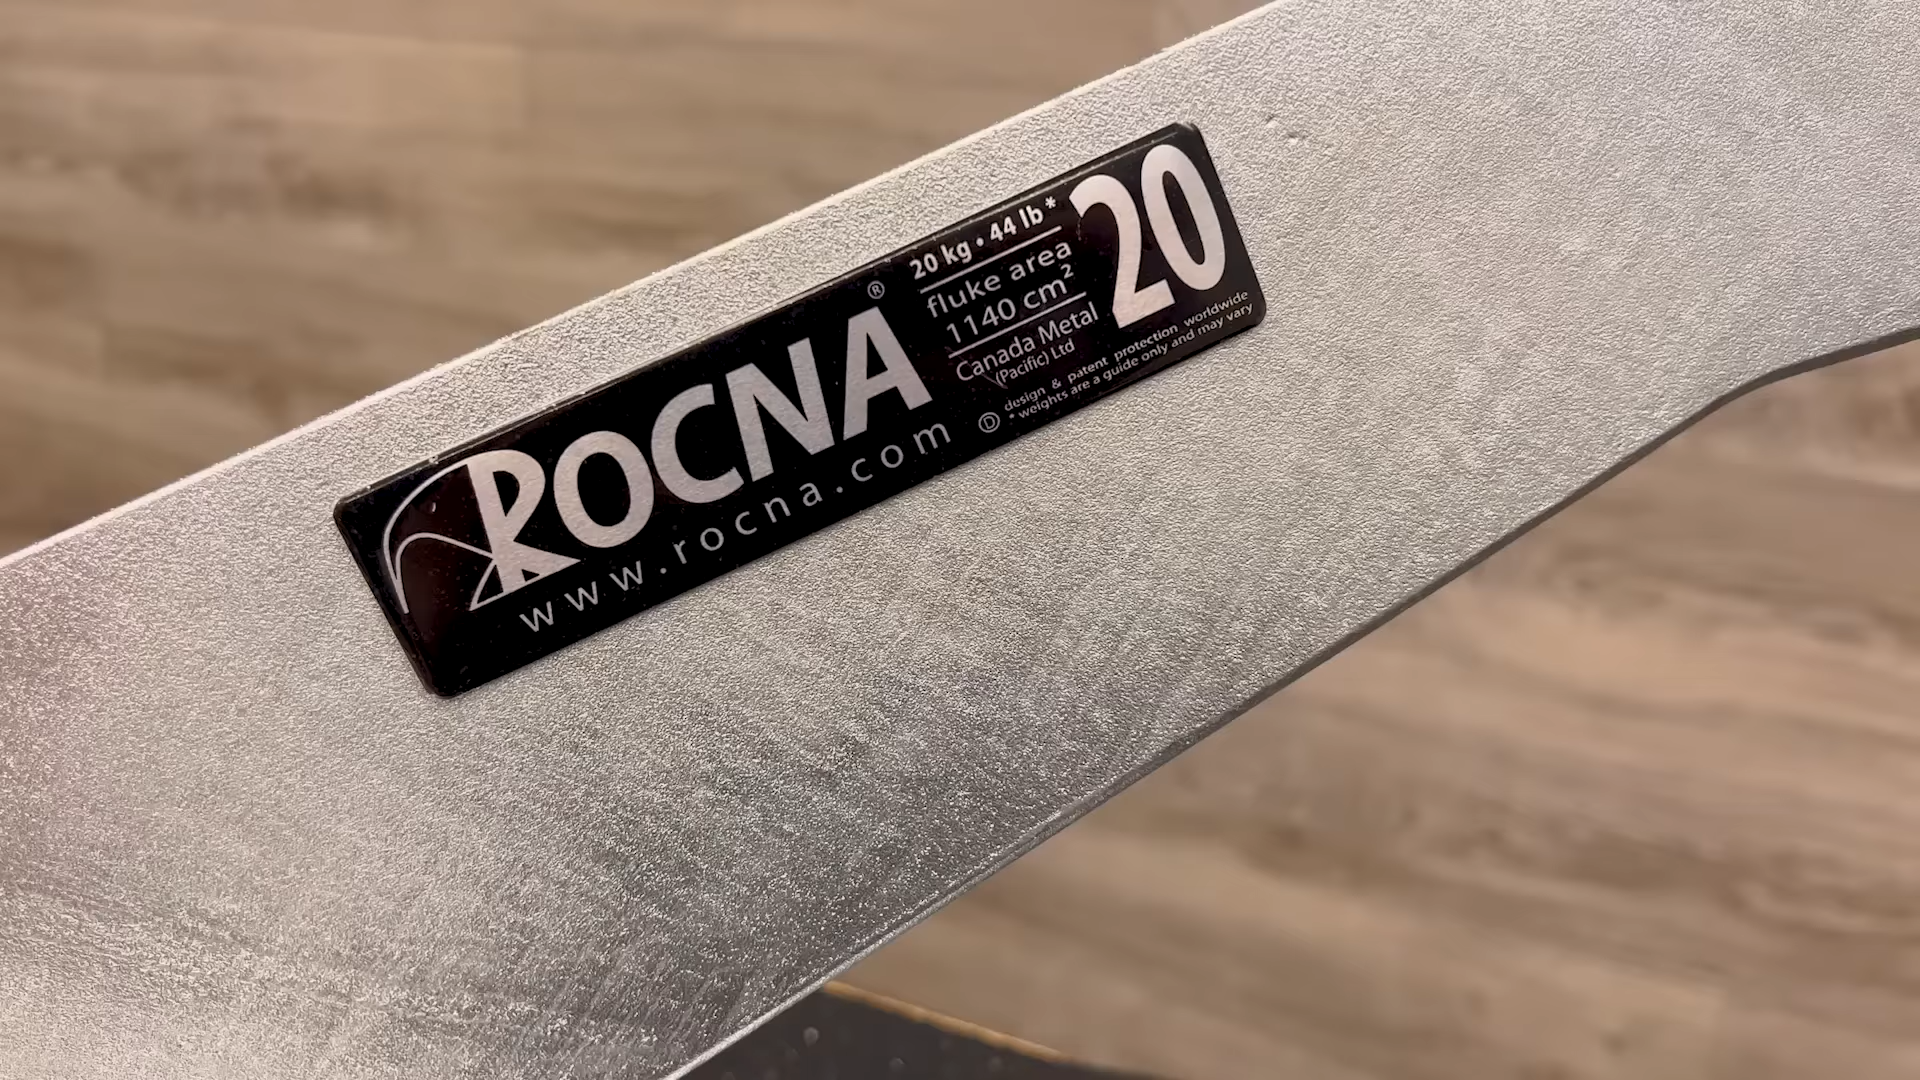 ROCNA®
www.rocna.com
20 kg • 44 lb*
fluke area
1140 cm²
Canada Metal
(Pacific) Ltd
20
Ⓓ design & patent protection worldwide
* weights are a guide only and may vary